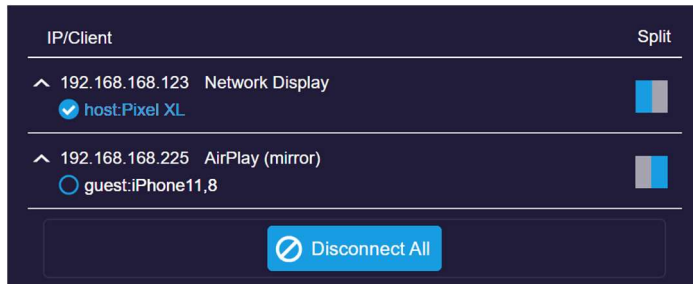 IP/Client Split
192.168.168.123 Network Display
host:Pixel XL
192.168.168.225 AirPlay (mirror)
guest:iPhone11,8
Disconnect All